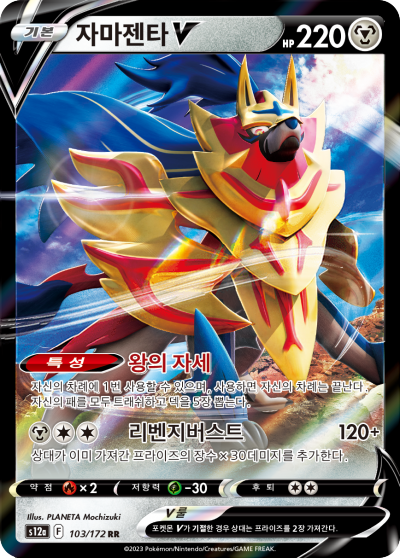 기본 자마젠타 V HP 220
특성 왕의 자세
자신의 차례에 1번 사용할 수 있으며, 사용하면 자신의 차례는 끝난다.
자신의 패를 모두 트래쉬하고 덱을 5장 뽑는다.
리벤저버스트 120+
상대가 이미 가져간 프라이즈의 장수 × 30데미지를 추가한다.
약점 × 2 저항력 -30 후퇴
Illus. PLANETA Mochizuki
V 룰
s12a F 103/172 RR
포켓몬 V가 기절한 경우 상대는 프라이즈를 2장 가져간다.
©2023 Pokémon/Nintendo/Creatures/GAME FREAK.